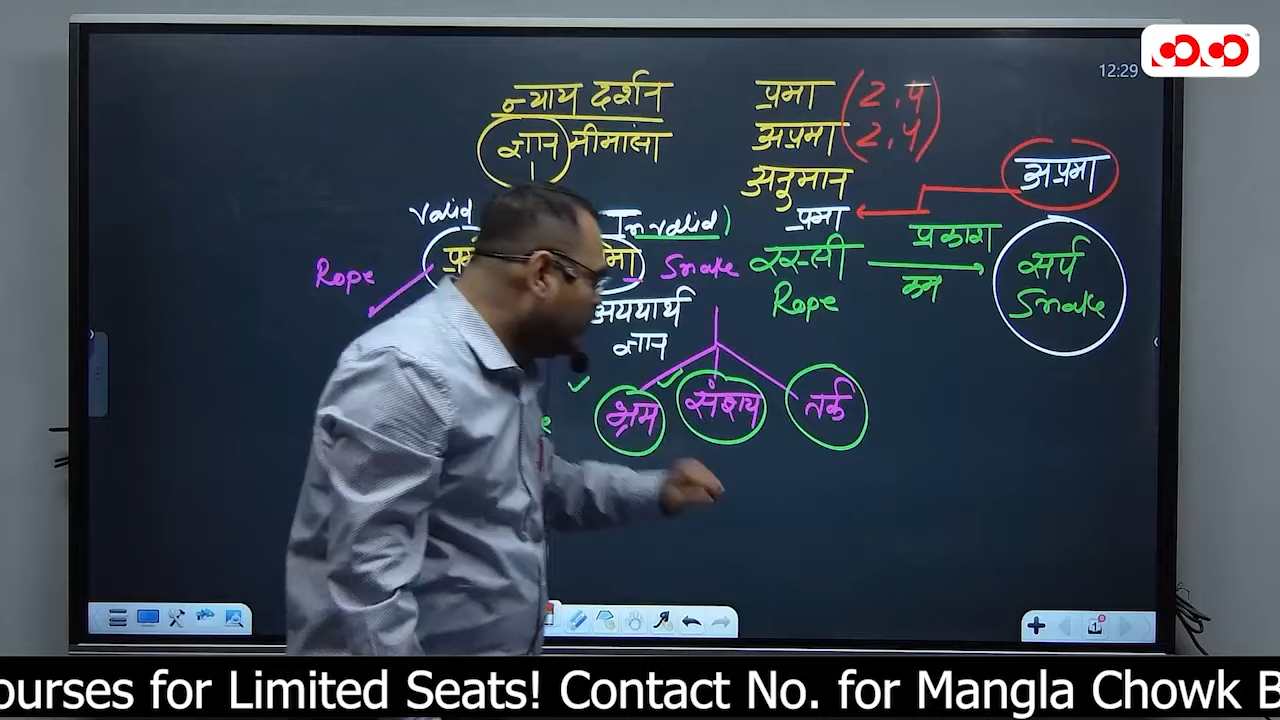 12:29
न्याय दर्शन
ज्ञान मीमांसा
प्रमा (2,4)
अप्रमा (2,4)
अनुमान
अप्रमा
valid
Invalid)
प्रमा
Rope
Snake
रस्सी
Rope
प्रकाश
कम
सर्प
Snake
अयथार्थ
ज्ञान
भ्रम
संशय
तर्क
ourses for Limited Seats! Contact No. for Mangla Chowk B